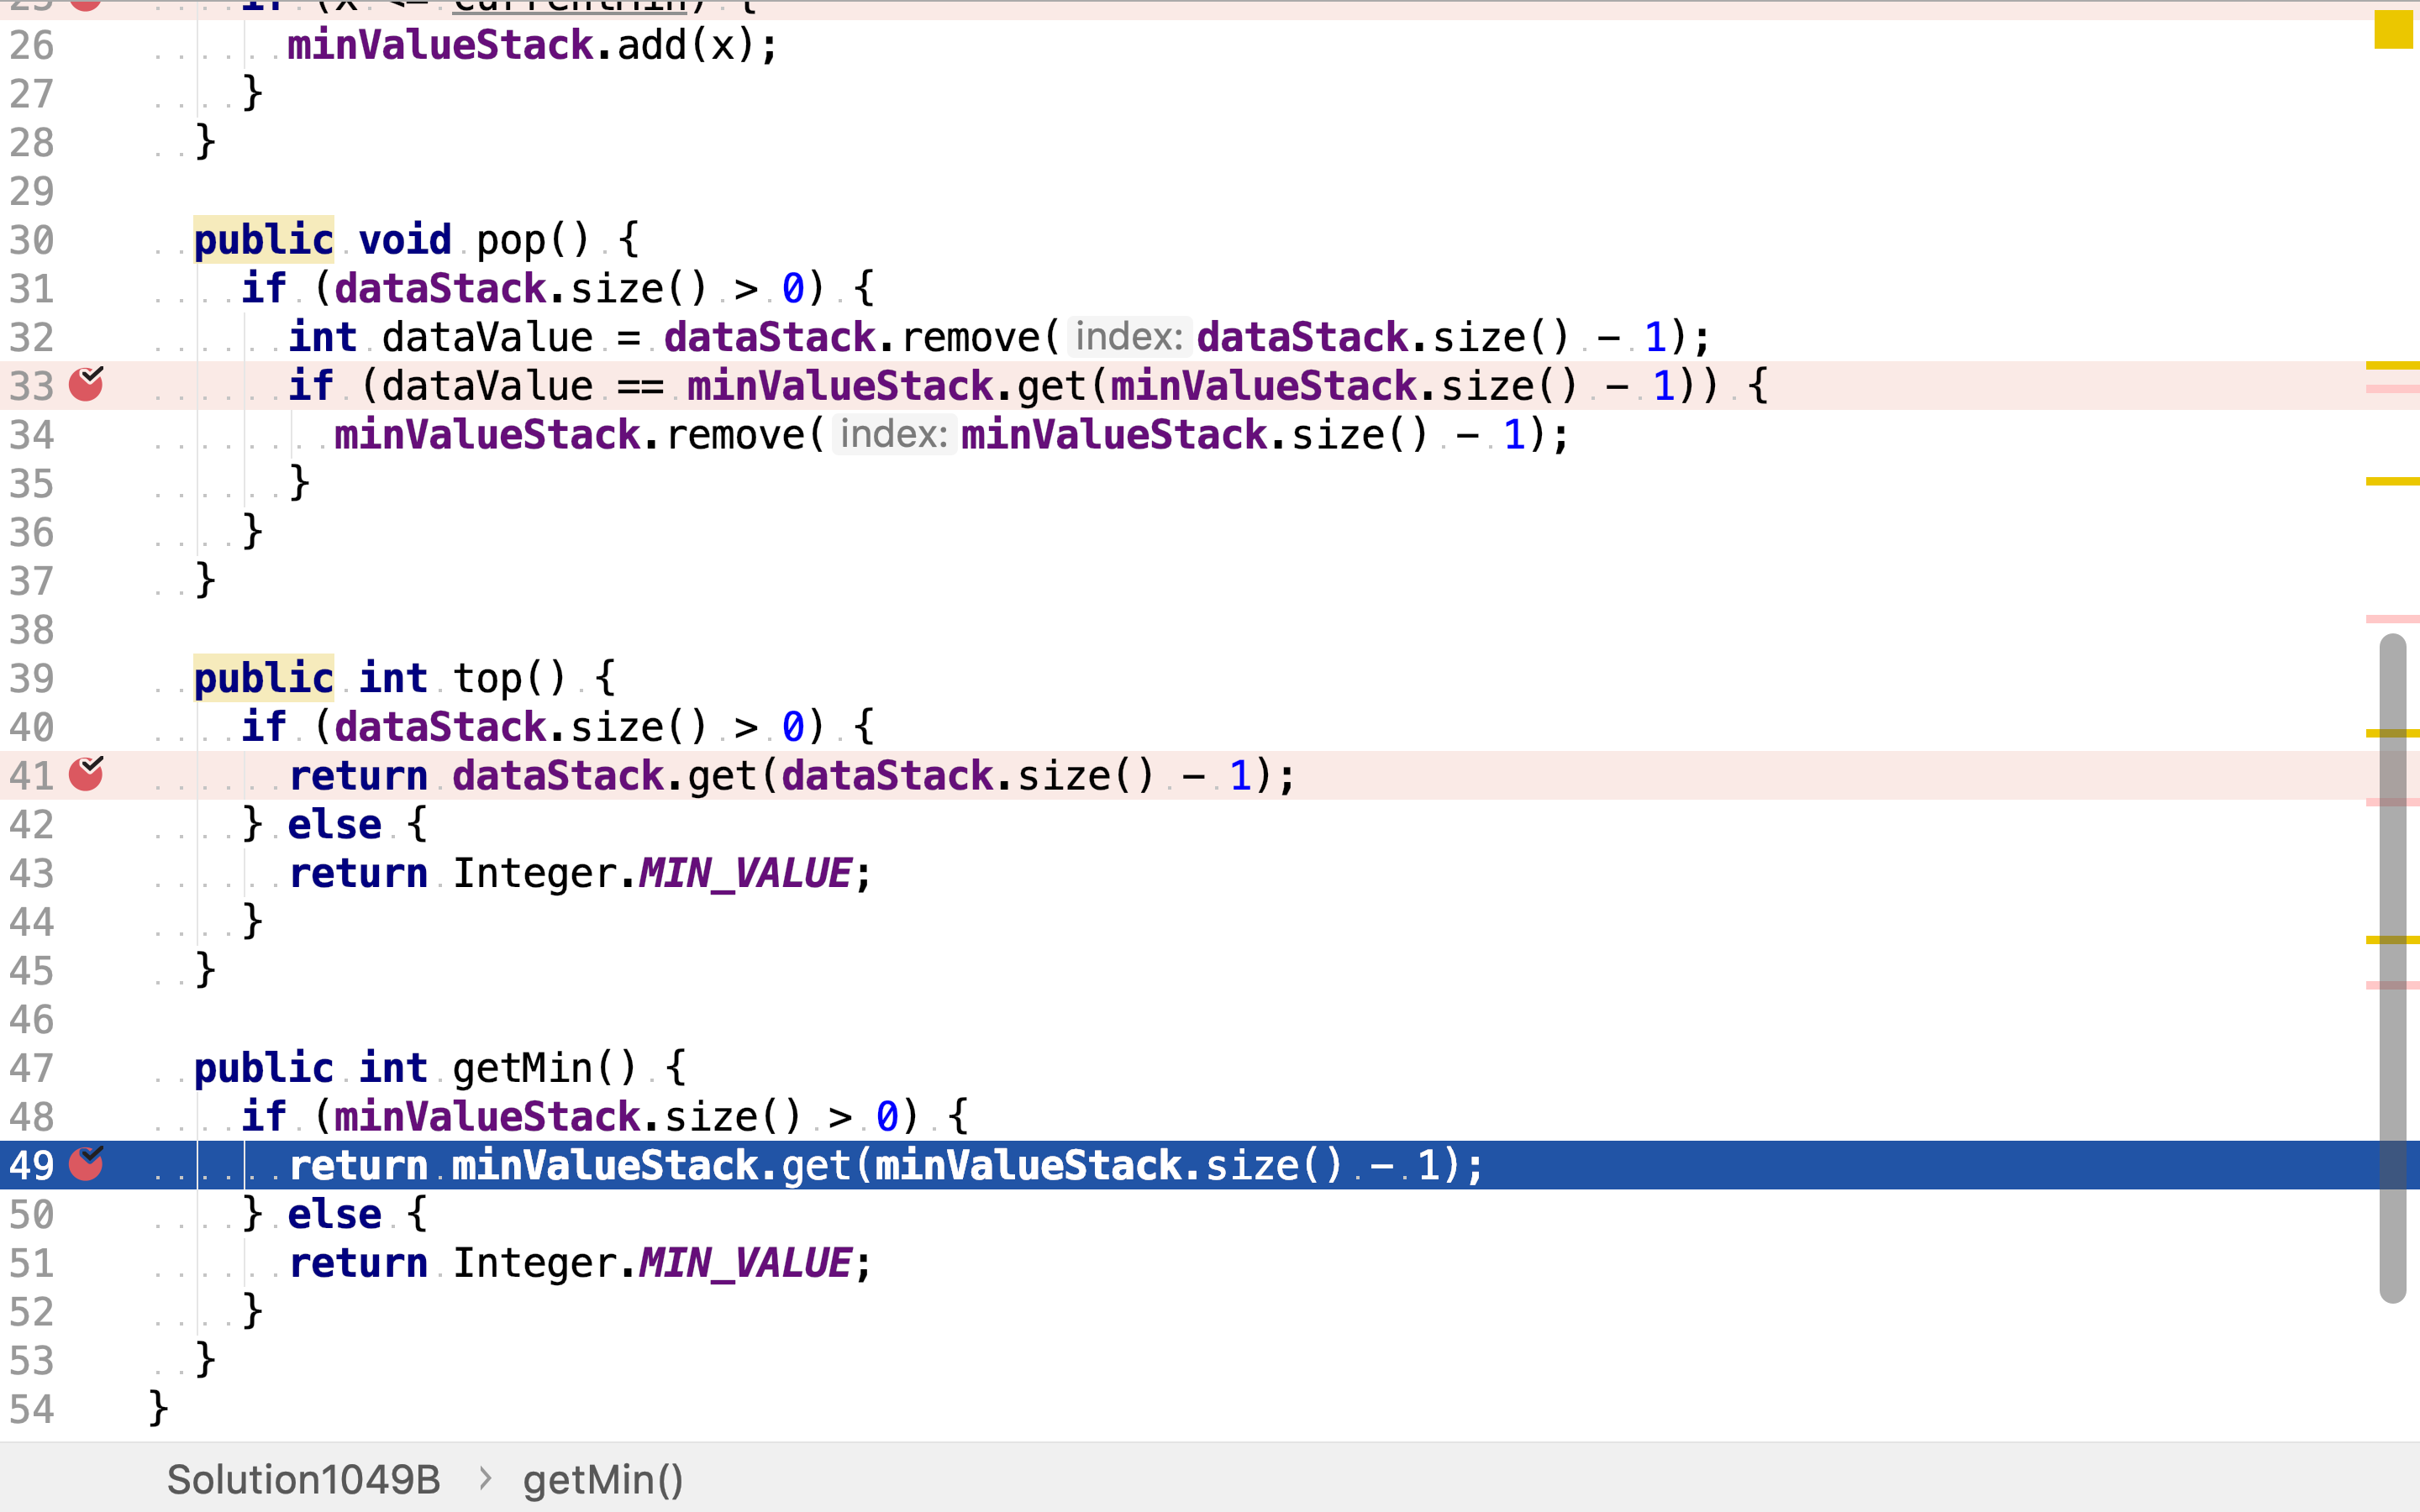 25 if (x <= currentMin) {
26 minValueStack.add(x);
27 }
28 }
29
30 public void pop() {
31 if (dataStack.size() > 0) {
32 int dataValue = dataStack.remove( index: dataStack.size() - 1);
33 if (dataValue == minValueStack.get(minValueStack.size() - 1)) {
34 minValueStack.remove( index: minValueStack.size() - 1);
35 }
36 }
37 }
38
39 public int top() {
40 if (dataStack.size() > 0) {
41 return dataStack.get(dataStack.size() - 1);
42 } else {
43 return Integer.MIN_VALUE;
44 }
45 }
46
47 public int getMin() {
48 if (minValueStack.size() > 0) {
49 return minValueStack.get(minValueStack.size() - 1);
50 } else {
51 return Integer.MIN_VALUE;
52 }
53 }
54 }
Solution1049B > getMin()